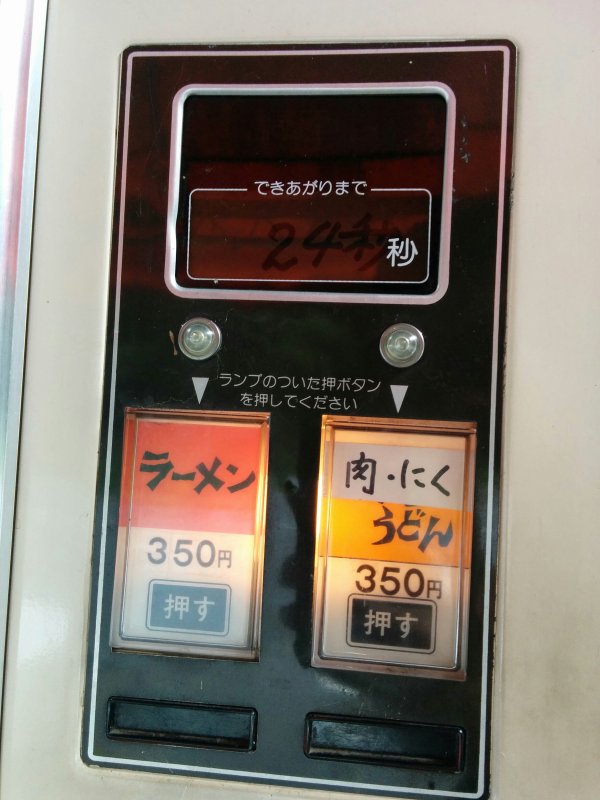 できあがりまで
24秒
秒
ランプのついた押ボタン
を押してください
ラーメン
350円
押す
肉・にく
うどん
350円
押す